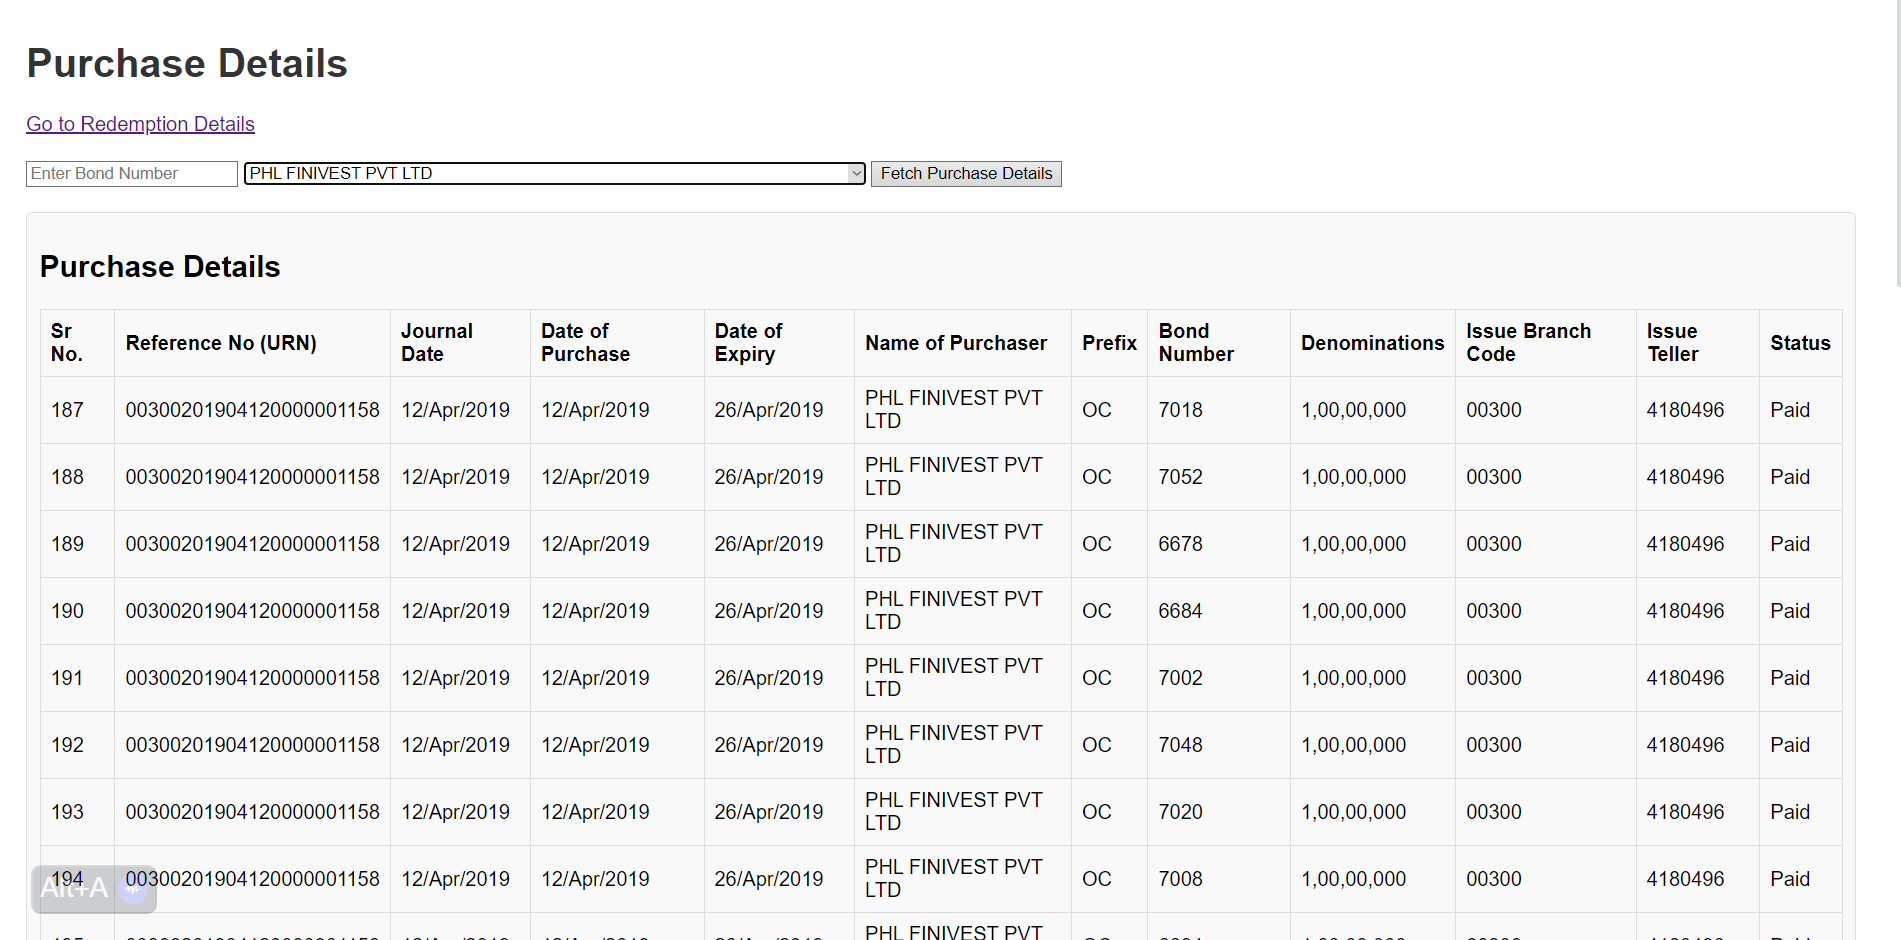 Purchase Details
Go to Redemption Details
Enter Bond Number PHL FINIVEST PVT LTD Fetch Purchase Details
Purchase Details
Sr No. Reference No (URN) Journal Date Date of Purchase Date of Expiry Name of Purchaser Prefix Bond Number Denominations Issue Branch Code Issue Teller Status
187 00300201904120000001158 12/Apr/2019 12/Apr/2019 26/Apr/2019 PHL FINIVEST PVT LTD OC 7018 1,00,00,000 00300 4180496 Paid
188 00300201904120000001158 12/Apr/2019 12/Apr/2019 26/Apr/2019 PHL FINIVEST PVT LTD OC 7052 1,00,00,000 00300 4180496 Paid
189 00300201904120000001158 12/Apr/2019 12/Apr/2019 26/Apr/2019 PHL FINIVEST PVT LTD OC 6678 1,00,00,000 00300 4180496 Paid
190 00300201904120000001158 12/Apr/2019 12/Apr/2019 26/Apr/2019 PHL FINIVEST PVT LTD OC 6684 1,00,00,000 00300 4180496 Paid
191 00300201904120000001158 12/Apr/2019 12/Apr/2019 26/Apr/2019 PHL FINIVEST PVT LTD OC 7002 1,00,00,000 00300 4180496 Paid
192 00300201904120000001158 12/Apr/2019 12/Apr/2019 26/Apr/2019 PHL FINIVEST PVT LTD OC 7048 1,00,00,000 00300 4180496 Paid
193 00300201904120000001158 12/Apr/2019 12/Apr/2019 26/Apr/2019 PHL FINIVEST PVT LTD OC 7020 1,00,00,000 00300 4180496 Paid
194 00300201904120000001158 12/Apr/2019 12/Apr/2019 26/Apr/2019 PHL FINIVEST PVT LTD OC 7008 1,00,00,000 00300 4180496 Paid
Alt+A
PHL FINIVEST PVT